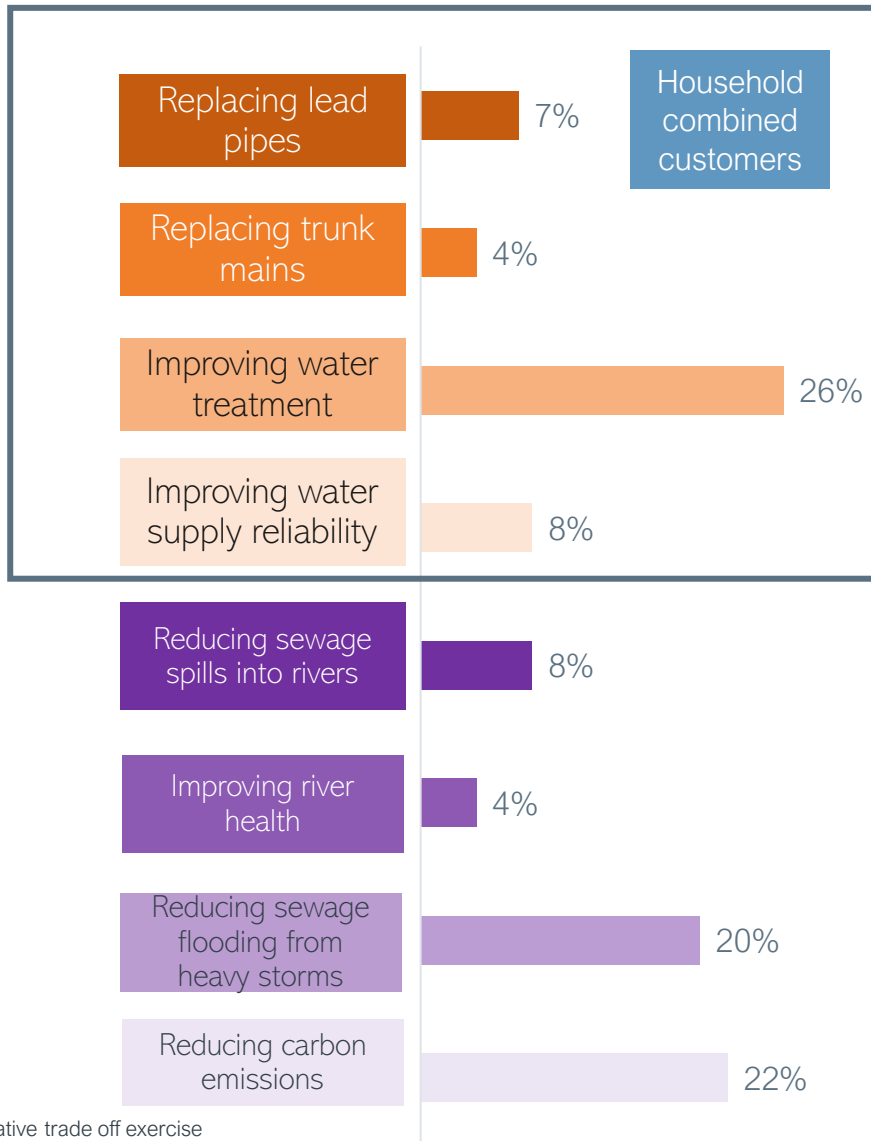 Replacing lead
pipes
7%
Household
combined
customers
Replacing trunk
mains
4%
Improving water
treatment
26%
Improving water
supply reliability
8%
Reducing sewage
spills into rivers
8%
Improving river
health
4%
Reducing sewage
flooding from
heavy storms
20%
Reducing carbon
emissions
22%
trade off exercise